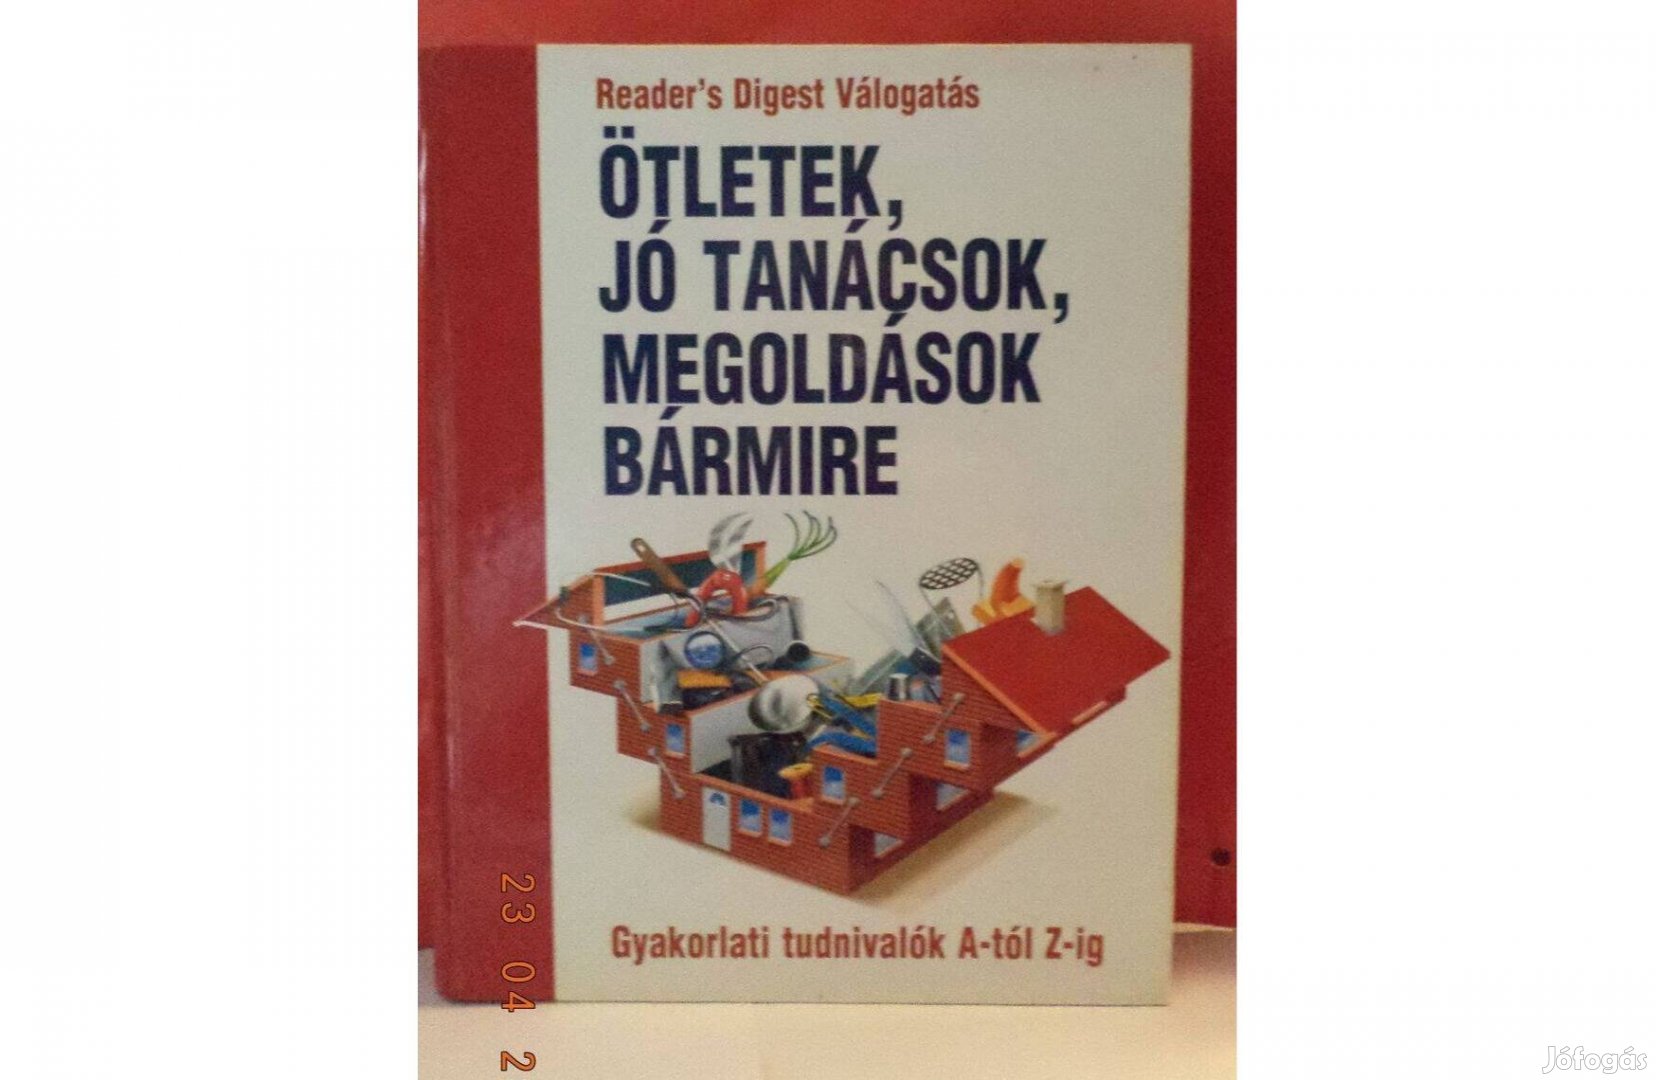 Reader's Digest Válogatás
ÖTLETEK,
JÓ TANÁCSOK,
MEGOLDÁSOK
BÁRMIRE
Gyakorlati tudnivalók A-tól Z-ig
23 04 2
Jófogás